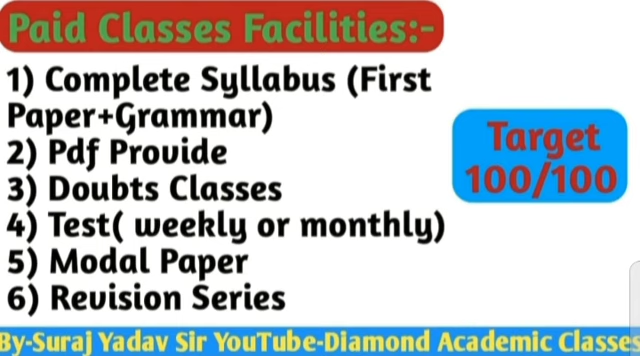 Paid Classes Facilities:-
1) Complete Syllabus (First
Paper+Grammar)
2) Pdf Provide
3) Doubts Classes
4) Test( weekly or monthly)
5) Modal Paper
6) Revision Series
Target
100/100
By-Suraj Yadav Sir YouTube-Diamond Academic Classes